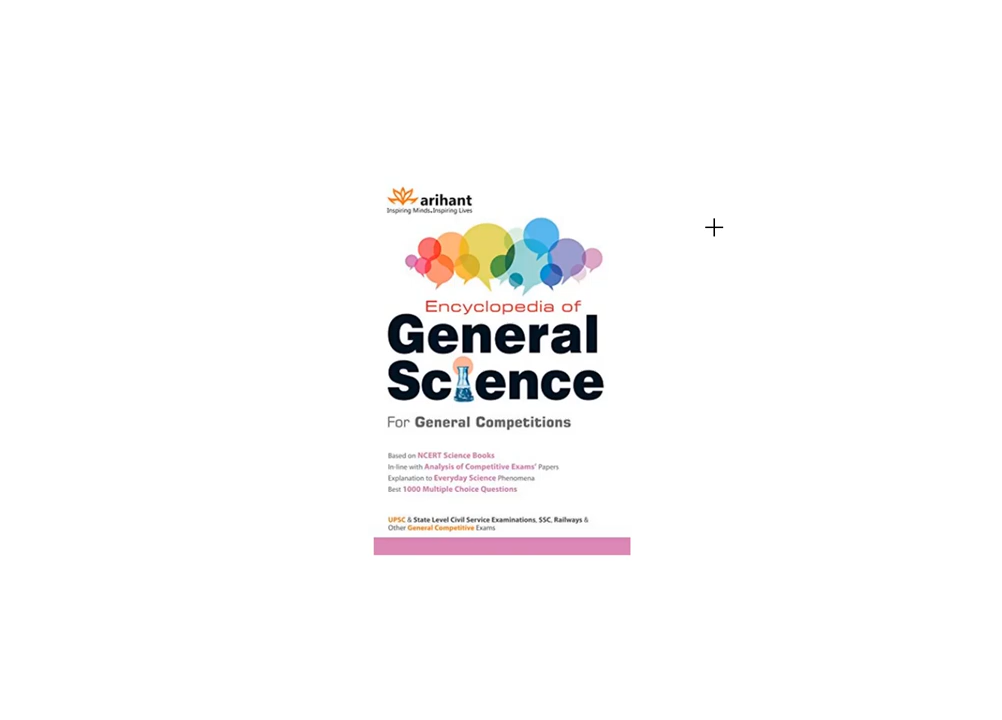 arihant
Inspiring Minds.Inspiring Lives
Encyclopedia of
General
Science
For General Competitions
Based on NCERT Science Books
In-line with Analysis of Competitive Exams' Papers
Explanation to Everyday Science Phenomena
Best 1000 Multiple Choice Questions
UPSC & State Level Civil Service Examinations, SSC, Railways &
Other General Competitive Exams